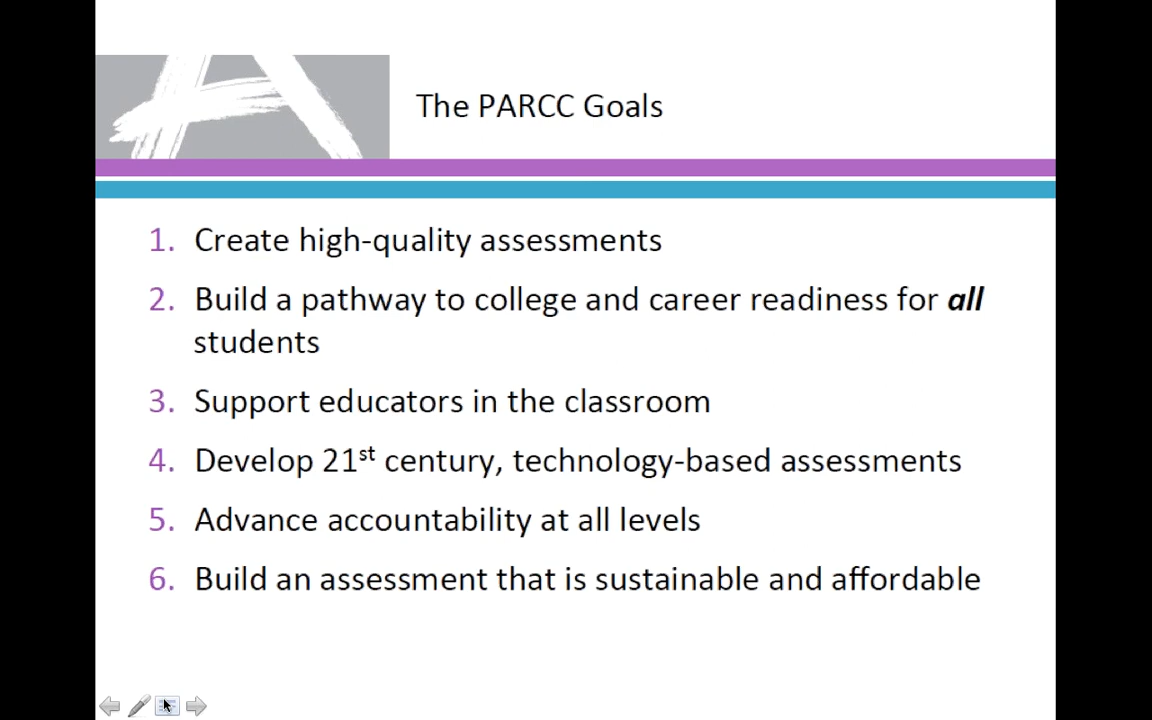 The PARCC Goals
1. Create high-quality assessments
2. Build a pathway to college and career readiness for all
students
3. Support educators in the classroom
4. Develop 21st century, technology-based assessments
5. Advance accountability at all levels
6. Build an assessment that is sustainable and affordable